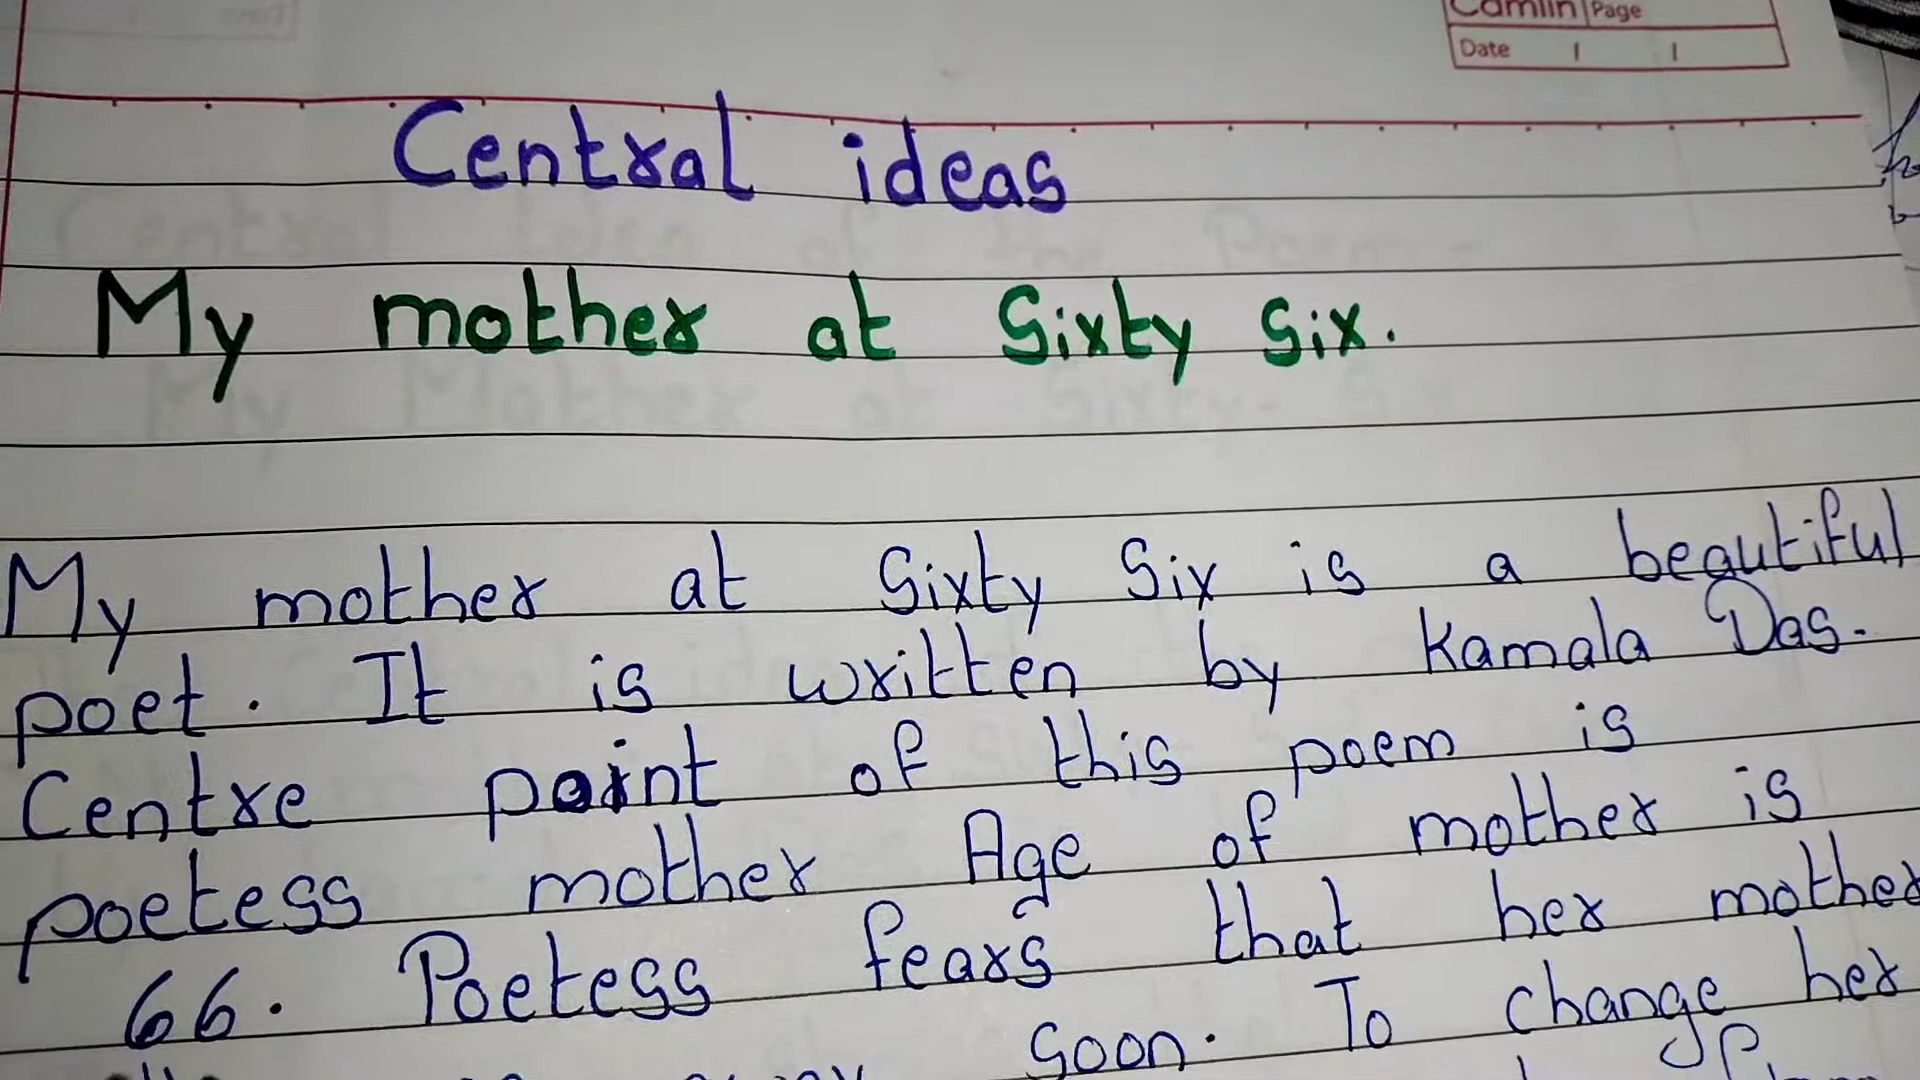 Camlin Page
Date / /
Central ideas
My mother at Sixty Six.
My mother at Sixty Six is a beautiful
poet. It is written by Kamala Das.
Centre point of this poem is
poetess mother Age of mother is
66. Poetess fears that her mother
soon. To change her